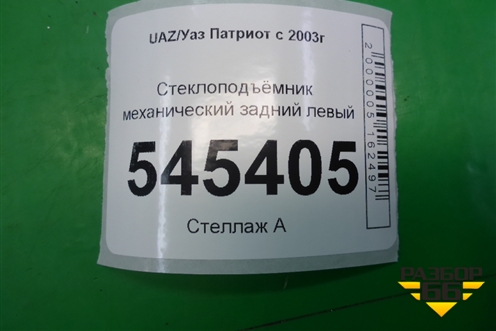 UAZ/Уаз Патриот с 2003г
Стеклоподъёмник
механический задний левый
545405
Стеллаж А
2000005162497
РАЗБОР
66